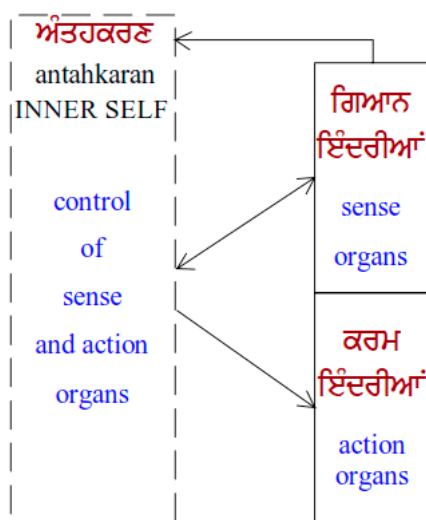 ਅੰਤਹਕਰਣ
antahkaran
INNER SELF
control
of
sense
and action
organs
ਗਿਆਨ
ਇੰਦਰੀਆਂ
sense
organs
ਕਰਮ
ਇੰਦਰੀਆਂ
action
organs